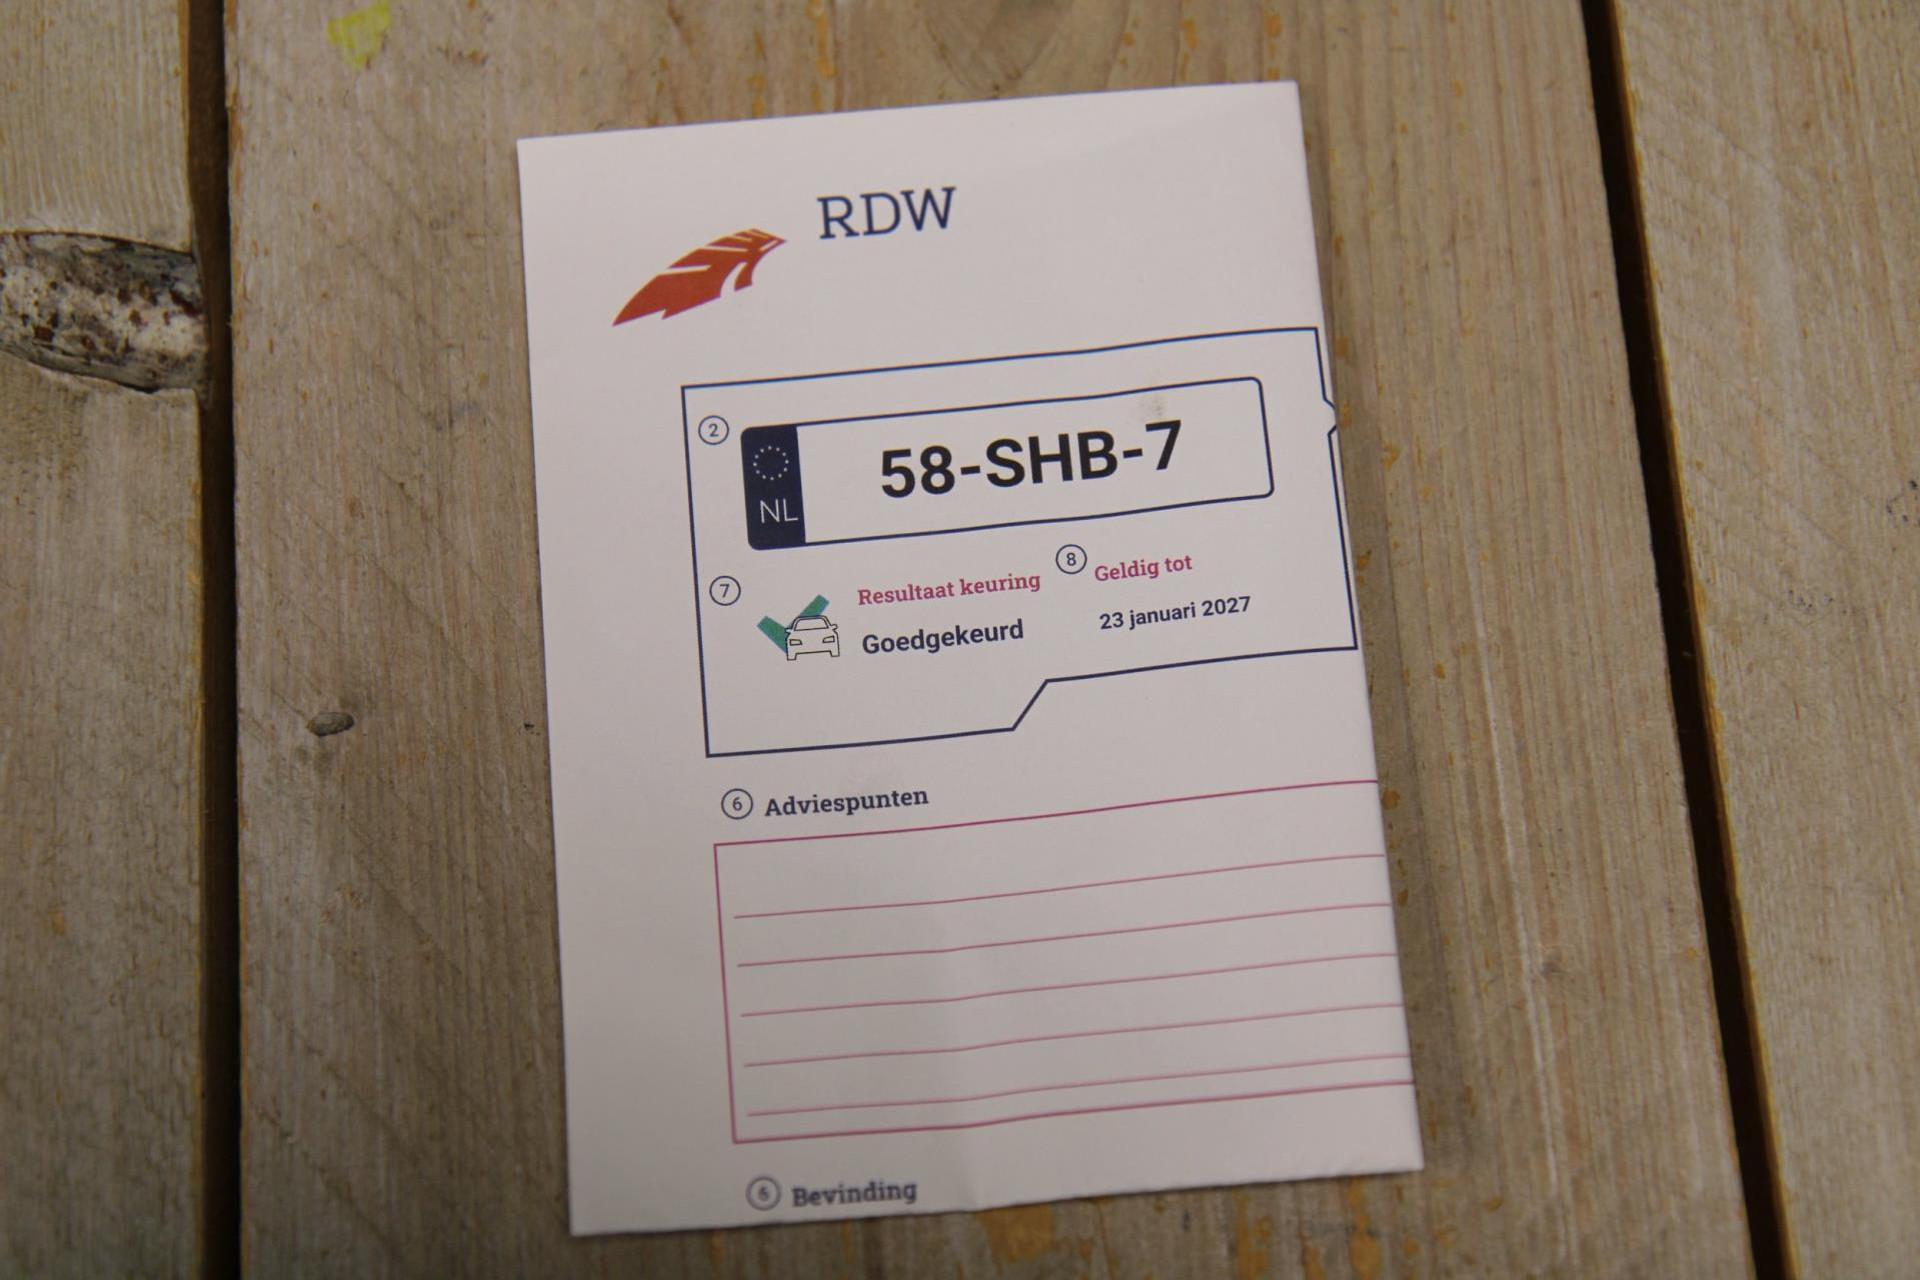 RDW
2
NL
58-SHB-7
7
Resultaat keuring
Goedgekeurd
8
Geldig tot
23 januari 2027
6 Adviespunten
6 Bevinding